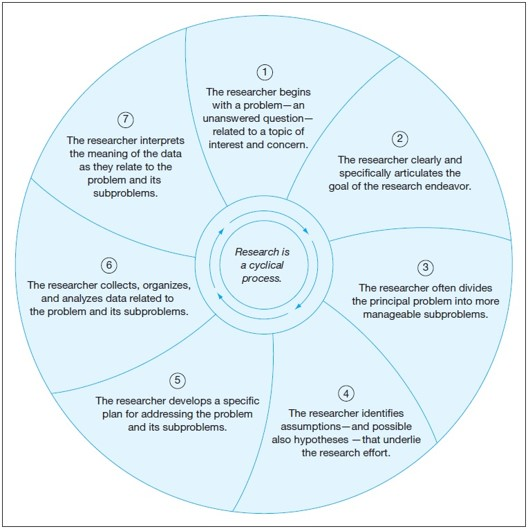 1
The researcher begins
with a problem—an
unanswered question—
related to a topic of
interest and concern.
2
The researcher clearly and
specifically articulates the
goal of the research endeavor.
3
The researcher often divides
the principal problem into more
manageable subproblems.
4
The researcher identifies
assumptions—and possible
also hypotheses —that underlie
the research effort.
5
The researcher develops a specific
plan for addressing the problem
and its subproblems.
6
The researcher collects, organizes,
and analyzes data related to
the problem and its subproblems.
7
The researcher interprets
the meaning of the data
as they relate to the
problem and its
subproblems.
Research is
a cyclical
process.